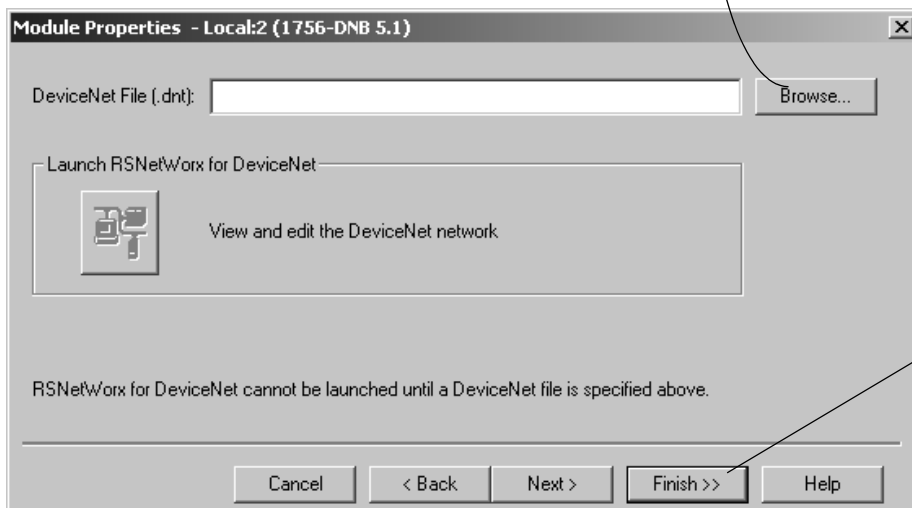 Module Properties - Local:2 (1756-DNB 5.1)
DeviceNet File (.dnt):
Browse...
Launch RSNetWorx for DeviceNet
View and edit the DeviceNet network
RSNetWorx for DeviceNet cannot be launched until a DeviceNet file is specified above.
Cancel
< Back
Next >
Finish >>
Help